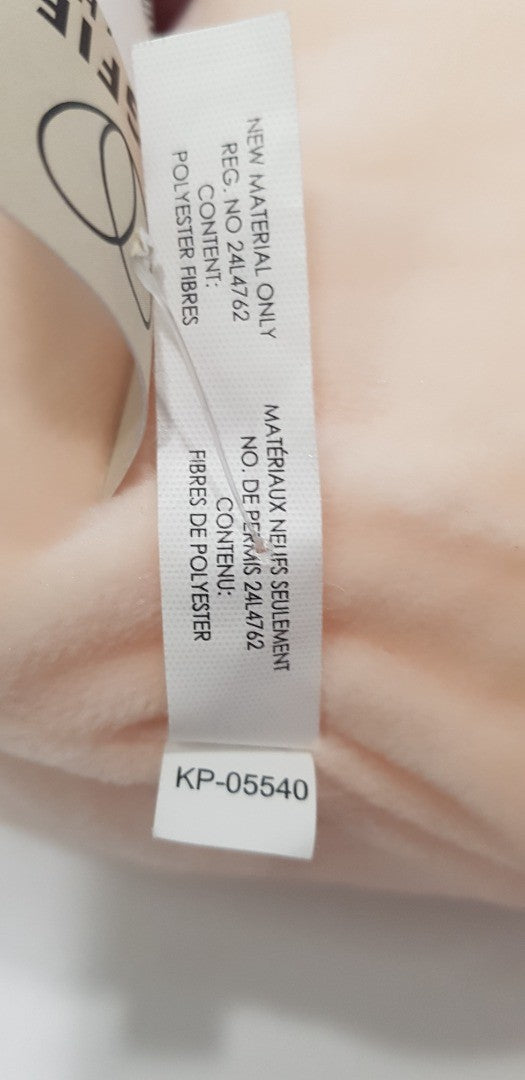 NEW MATERIAL ONLY
REG. NO 24L4762
CONTENT:
POLYESTER FIBRES
MATÉRIAUX NEUFS SEULEMENT
NO. DE PERMIS 24L4762
CONTENU:
FIBRES DE POLYESTER
KP-05540